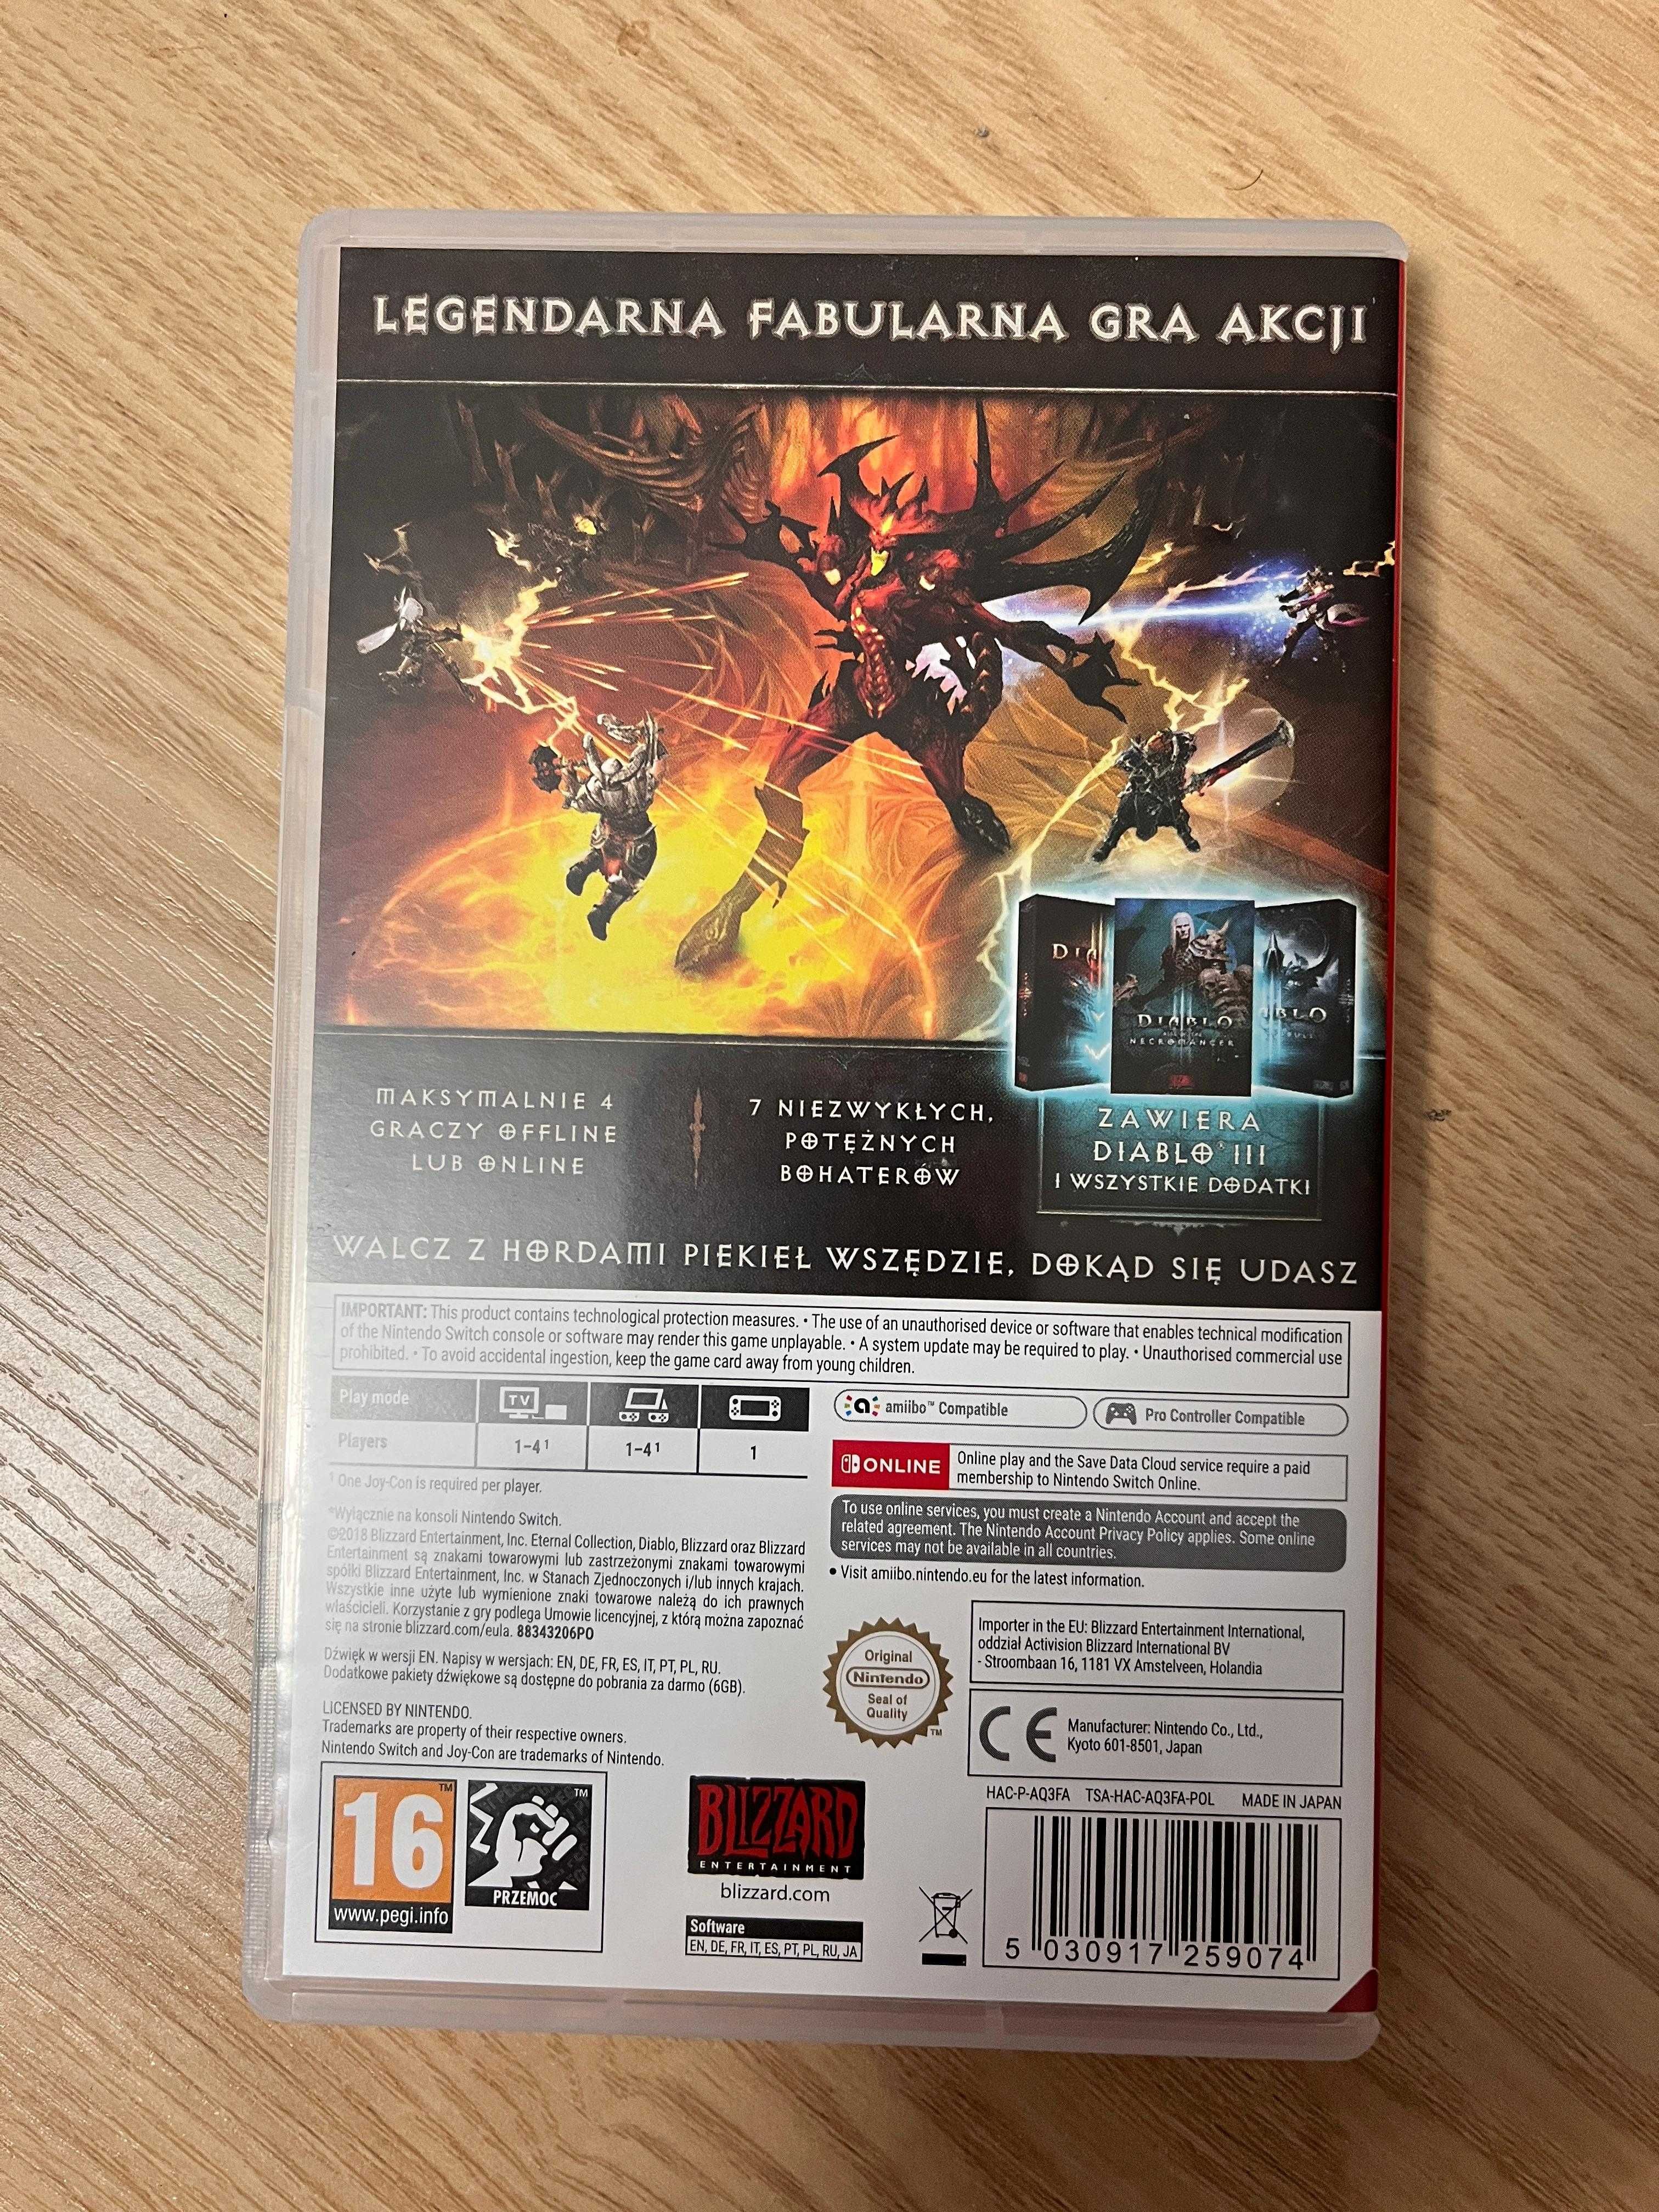 LEGENDARNA FABULARNA GRA AKCJI
DIABLO
NECROMANCER
MAKSYMALNIE 4
GRACZY OFFLINE
LUB ONLINE
7 NIEZWYKŁYCH,
POTĘŻNYCH
BOHATERÓW
ZAWIERA
DIABLO® III
I WSZYSTKIE DODATKI
WALCZ Z HORDAMI PIEKIEŁ WSZĘDZIE, DOKĄD SIĘ UDASZ
IMPORTANT: This product contains technological protection measures. • The use of an unauthorised device or software that enables technical modification
of the Nintendo Switch console or software may render this game unplayable. • A system update may be required to play. • Unauthorised commercial use
prohibited. • To avoid accidental ingestion, keep the game card away from young children.
Play mode
TV
Players
1–4¹
1–4¹
1
¹ One Joy-Con is required per player.
amiibo™ Compatible
Pro Controller Compatible
ONLINE
Online play and the Save Data Cloud service require a paid
membership to Nintendo Switch Online.
To use online services, you must create a Nintendo Account and accept the
related agreement. The Nintendo Account Privacy Policy applies. Some online
services may not be available in all countries.
• Visit amiibo.nintendo.eu for the latest information.
*Wyłącznie na konsoli Nintendo Switch.
©2018 Blizzard Entertainment, Inc. Eternal Collection, Diablo, Blizzard oraz Blizzard
Entertainment są znakami towarowymi lub zastrzeżonymi znakami towarowymi
spółki Blizzard Entertainment, Inc. w Stanach Zjednoczonych i/lub innych krajach.
Wszystkie inne użyte lub wymienione znaki towarowe należą do ich prawnych
właścicieli. Korzystanie z gry podlega Umowie licencyjnej, z którą można zapoznać
się na stronie blizzard.com/eula. 88343206PO
Dźwięk w wersji EN. Napisy w wersjach: EN, DE, FR, ES, IT, PT, PL, RU.
Dodatkowe pakiety dźwiękowe są dostępne do pobrania za darmo (6GB).
LICENSED BY NINTENDO.
Trademarks are property of their respective owners.
Nintendo Switch and Joy-Con are trademarks of Nintendo.
Original
Nintendo
Seal of
Quality
TM
Importer in the EU: Blizzard Entertainment International,
oddział Activision Blizzard International BV
- Stroombaan 16, 1181 VX Amstelveen, Holandia
CE
Manufacturer: Nintendo Co., Ltd.,
Kyoto 601-8501, Japan
HAC-P-AQ3FA TSA-HAC-AQ3FA-POL MADE IN JAPAN
16
TM
www.pegi.info
TM
PRZEMOC
BLIZZARD
ENTERTAINMENT
blizzard.com
Software
EN, DE, FR, IT, ES, PT, PL, RU, JA
5 030917 259074